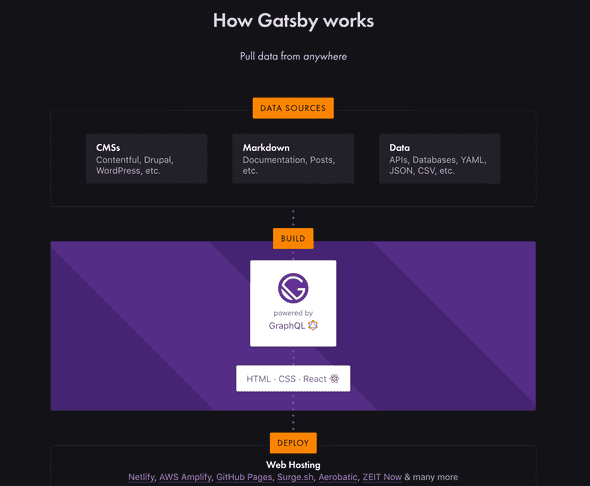 How Gatsby works
Pull data from anywhere
DATA SOURCES
CMSs
Contentful, Drupal,
WordPress, etc.
Markdown
Documentation, Posts,
etc.
Data
APIs, Databases, YAML,
JSON, CSV, etc.
BUILD
powered by
GraphQL
HTML · CSS · React
DEPLOY
Web Hosting
Netlify, AWS Amplify, GitHub Pages, Surge.sh, Aerobatic, ZEIT Now & many more